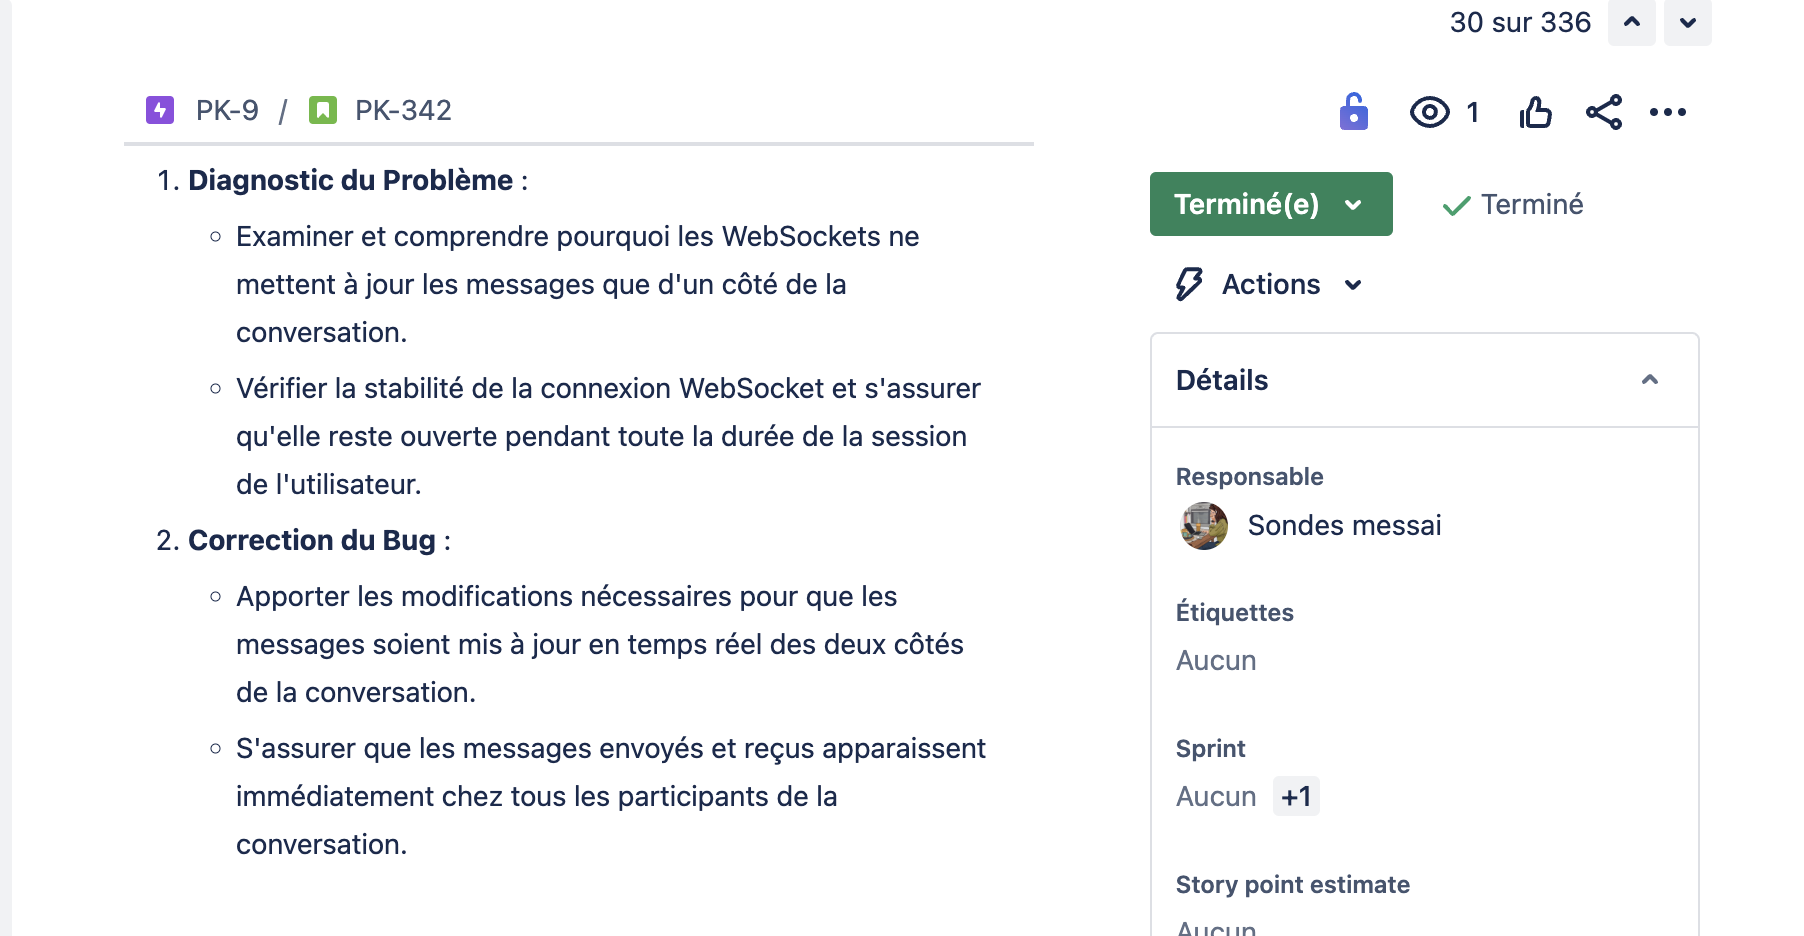 30 sur 336
PK-9 / PK-342
1
1. Diagnostic du Problème :
Examiner et comprendre pourquoi les WebSockets ne
mettent à jour les messages que d'un côté de la
conversation.
Vérifier la stabilité de la connexion WebSocket et s'assurer
qu'elle reste ouverte pendant toute la durée de la session
de l'utilisateur.
2. Correction du Bug :
Apporter les modifications nécessaires pour que les
messages soient mis à jour en temps réel des deux côtés
de la conversation.
S'assurer que les messages envoyés et reçus apparaissent
immédiatement chez tous les participants de la
conversation.
Terminé(e)
Terminé
Actions
Détails
Responsable
Sondes messai
Étiquettes
Aucun
Sprint
Aucun +1
Story point estimate
Aucun